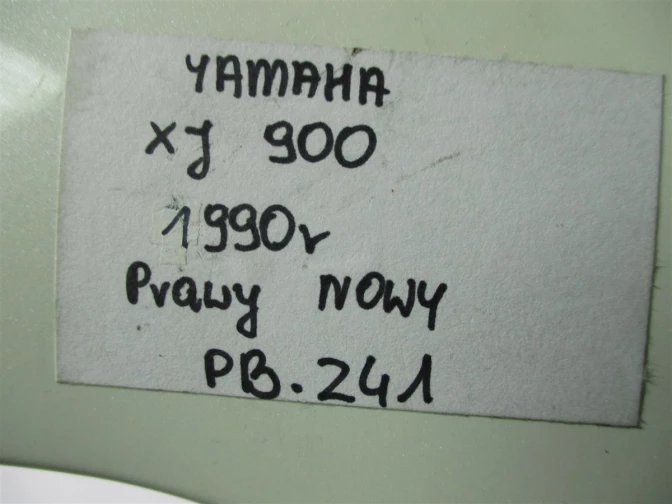 YAMAHA
XJ 900
1990r
Prawy NOWY
PB.241